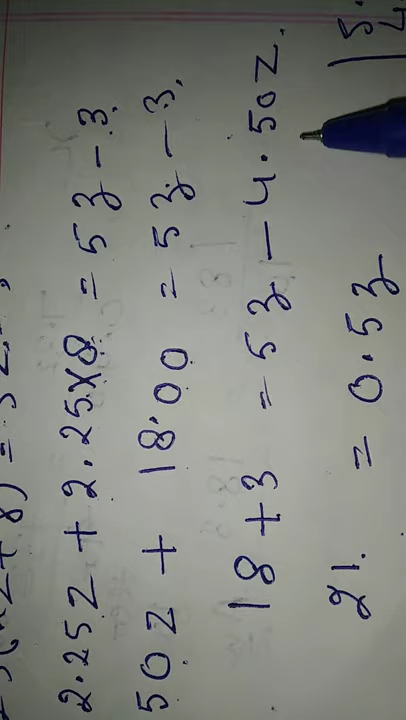 2.25z + 2.25×8 = 5z - 3.
50z + 18.00 = 5z - 3.
18 + 3 = 5z - 4.50z.
21. = 0.5z